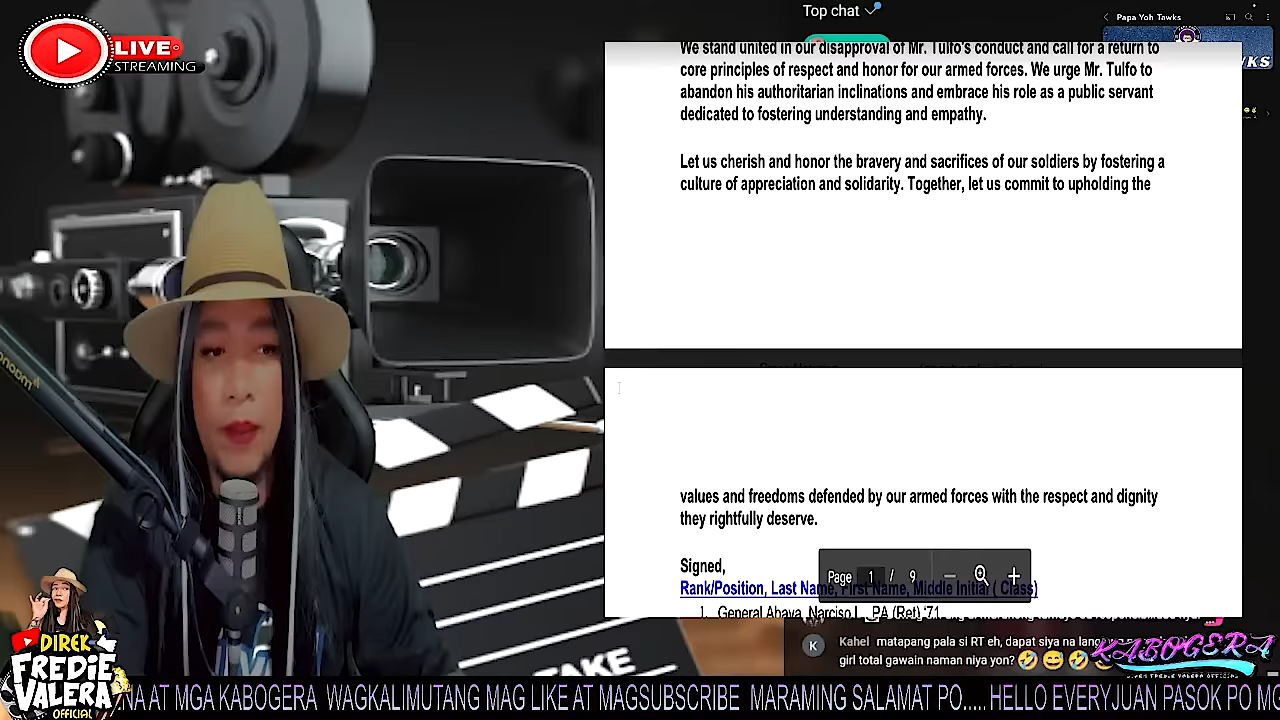 Top chat
Papa Yoh Tawks
LIVE
STREAMING
We stand united in our disapproval of Mr. Tulfo's conduct and call for a return to
core principles of respect and honor for our armed forces. We urge Mr. Tulfo to
abandon his authoritarian inclinations and embrace his role as a public servant
dedicated to fostering understanding and empathy.
Let us cherish and honor the bravery and sacrifices of our soldiers by fostering a
culture of appreciation and solidarity. Together, let us commit to upholding the
values and freedoms defended by our armed forces with the respect and dignity
they rightfully deserve.
Signed,
Rank/Position, Last Name, First Name, Middle Initial ( Class)
Page 1 / 9
1. General Abaya, Narciso L., PA (Ret) '71
K
Kahel matapang pala si RT eh, dapat siya na lang
girl total gawain naman niya yon?
KABOGERA
DIREK
FREDIE
VALERA
OFFICIAL
TAKE
NA AT MGA KABOGERA WAGKALIMUTANG MAG LIKE AT MAGSUBSCRIBE MARAMING SALAMAT PO..... HELLO EVERYJUAN PASOK PO